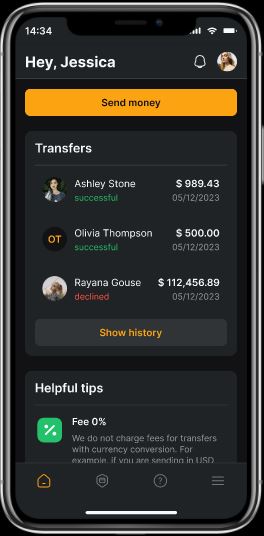 14:34
Hey, Jessica
Send money
Transfers
Ashley Stone $ 989.43
successful 05/12/2023
OT Olivia Thompson $ 500.00
successful 05/12/2023
Rayana Gouse $ 112,456.89
declined 05/12/2023
Show history
Helpful tips
Fee 0%
We do not charge fees for transfers
with currency conversion. For
example, if you are sending in USD